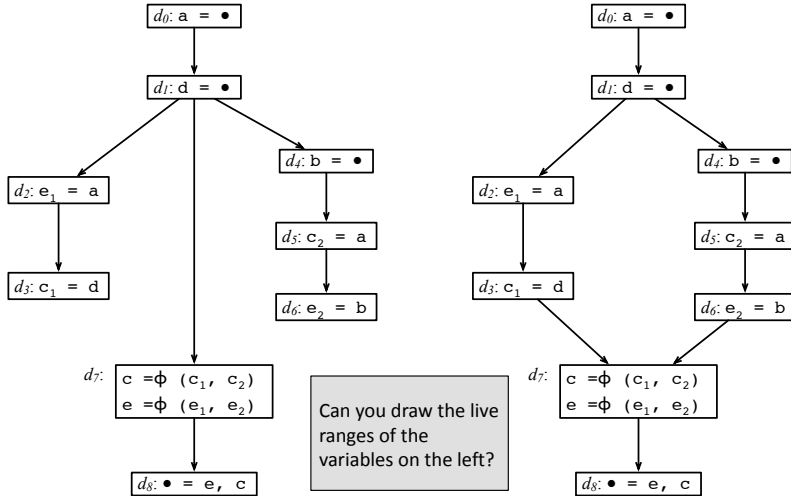 d0: a = ●
d1: d = ●
d4: b = ●
d2: e1 = a
d5: c2 = a
d3: c1 = d
d6: e2 = b
d7:
c =ϕ (c1, c2)
e =ϕ (e1, e2)
d8: ● = e, c
Can you draw the live
ranges of the
variables on the left?
d0: a = ●
d1: d = ●
d4: b = ●
d2: e1 = a
d5: c2 = a
d3: c1 = d
d6: e2 = b
d7:
c =ϕ (c1, c2)
e =ϕ (e1, e2)
d8: ● = e, c